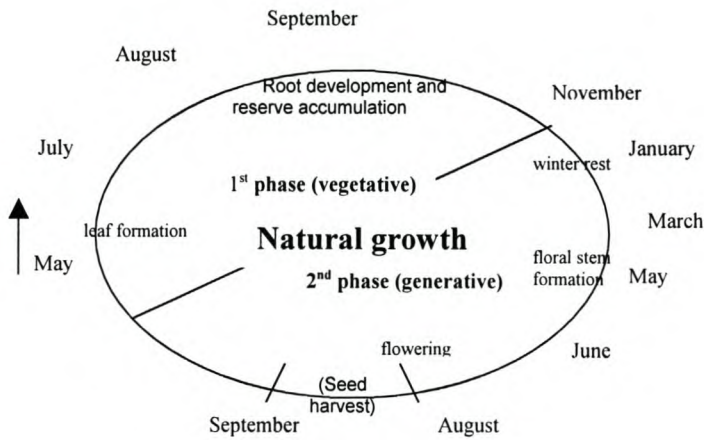 September
August
Root development and
reserve accumulation
November
July
winter rest
January
1st phase (vegetative)
March
leaf formation
Natural growth
May
floral stem
formation
2nd phase (generative)
May
June
flowering
(Seed
harvest)
September
August